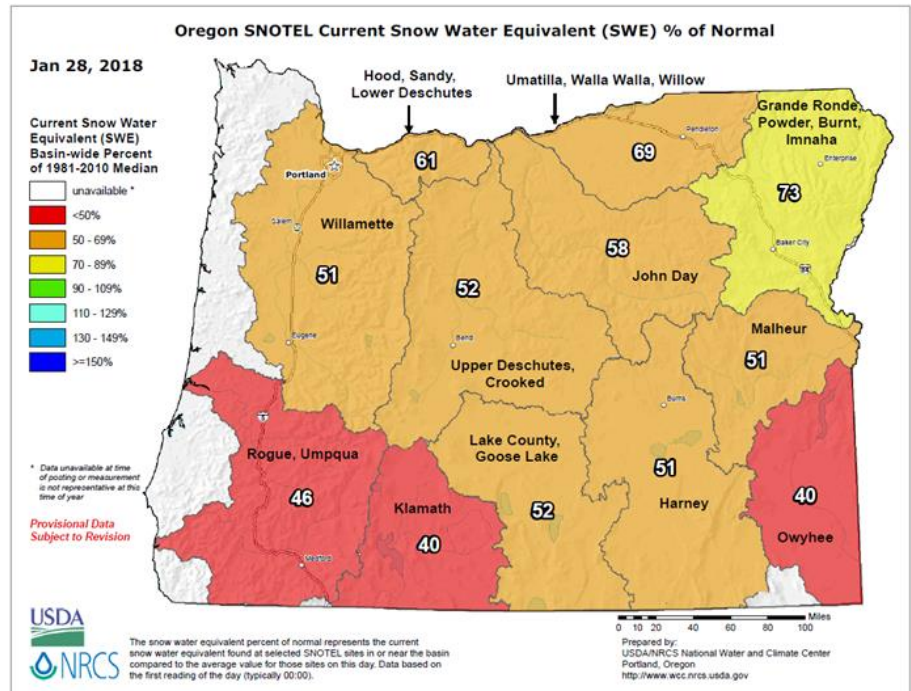 Oregon SNOTEL Current Snow Water Equivalent (SWE) % of Normal
Jan 28, 2018
Current Snow Water
Equivalent (SWE)
Basin-wide Percent
of 1981-2010 Median
unavailable *
<50%
50 - 69%
70 - 89%
90 - 109%
110 - 129%
130 - 149%
>=150%
* Data unavailable at time
of posting or measurement
is not representative at this
time of year
Provisional Data
Subject to Revision
Hood, Sandy,
Lower Deschutes
Umatilla, Walla Walla, Willow
Grande Ronde,
Powder, Burnt,
Imnaha
Pendleton
Enterprise
Portland
61
69
73
Salem
Willamette
58
Baker City
51
52
John Day
84
Malheur
Eugene
Bend
51
Upper Deschutes,
Crooked
Burns
5
Rogue, Umpqua
Lake County,
Goose Lake
46
Klamath
51
40
40
52
Harney
Owyhee
Medford
USDA
NRCS
The snow water equivalent percent of normal represents the current
snow water equivalent found at selected SNOTEL sites in or near the basin
compared to the average value for those sites on this day. Data based on
the first reading of the day (typically 00:00).
Miles
0 10 20 40 60 80 100
Prepared by:
USDA/NRCS National Water and Climate Center
Portland, Oregon
http://www.wcc.nrcs.usda.gov